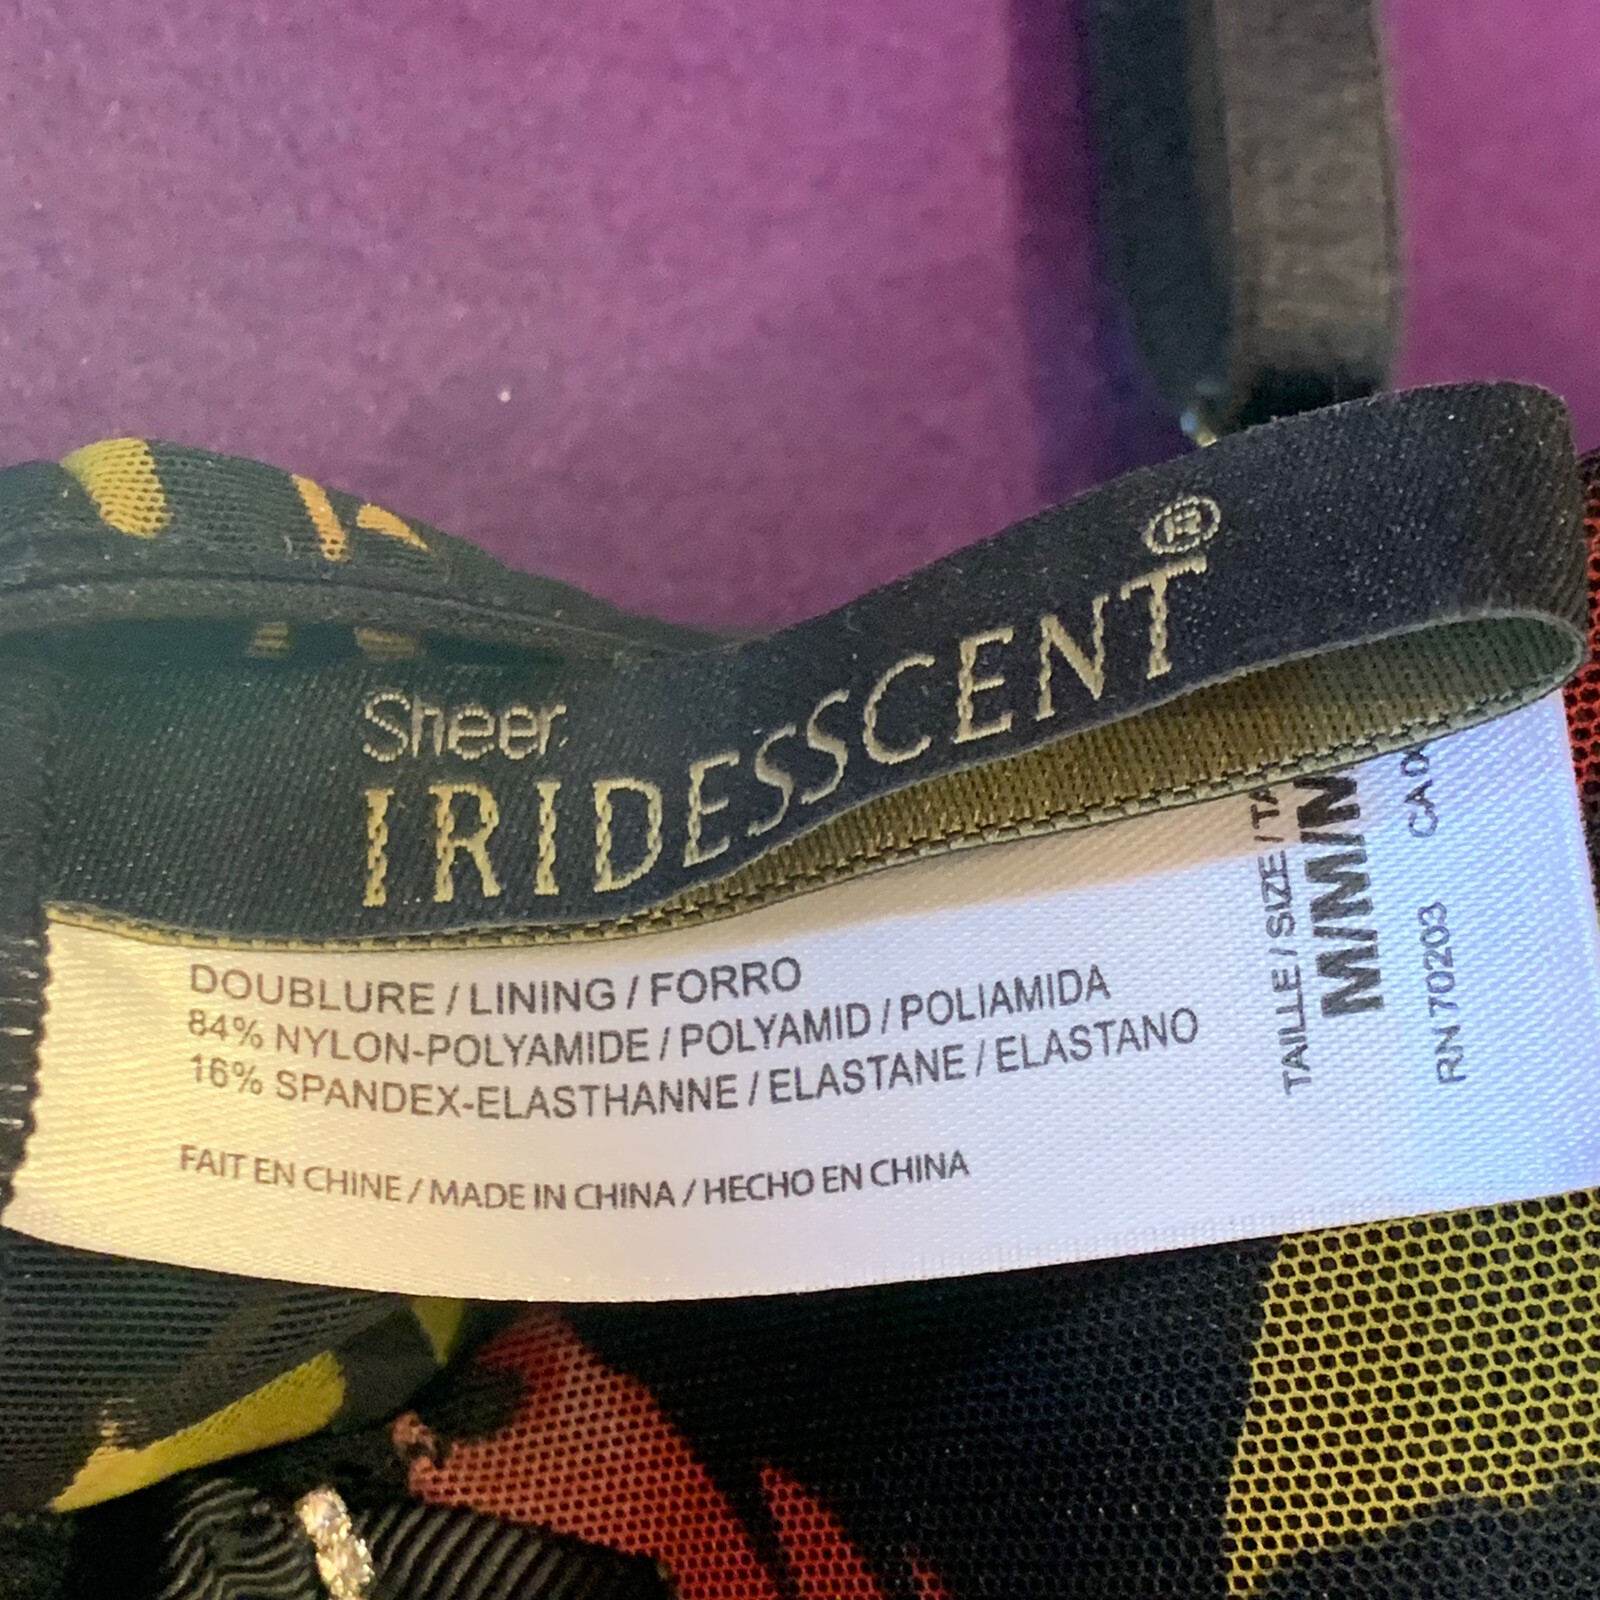 Sheer
IRIDESSCENT®
DOUBLURE / LINING / FORRO
84% NYLON-POLYAMIDE / POLYAMID / POLIAMIDA
16% SPANDEX-ELASTHANNE / ELASTANE / ELASTANO
FAIT EN CHINE / MADE IN CHINA / HECHO EN CHINA
TAILLE / SIZE /
M/M/M
RN 70203